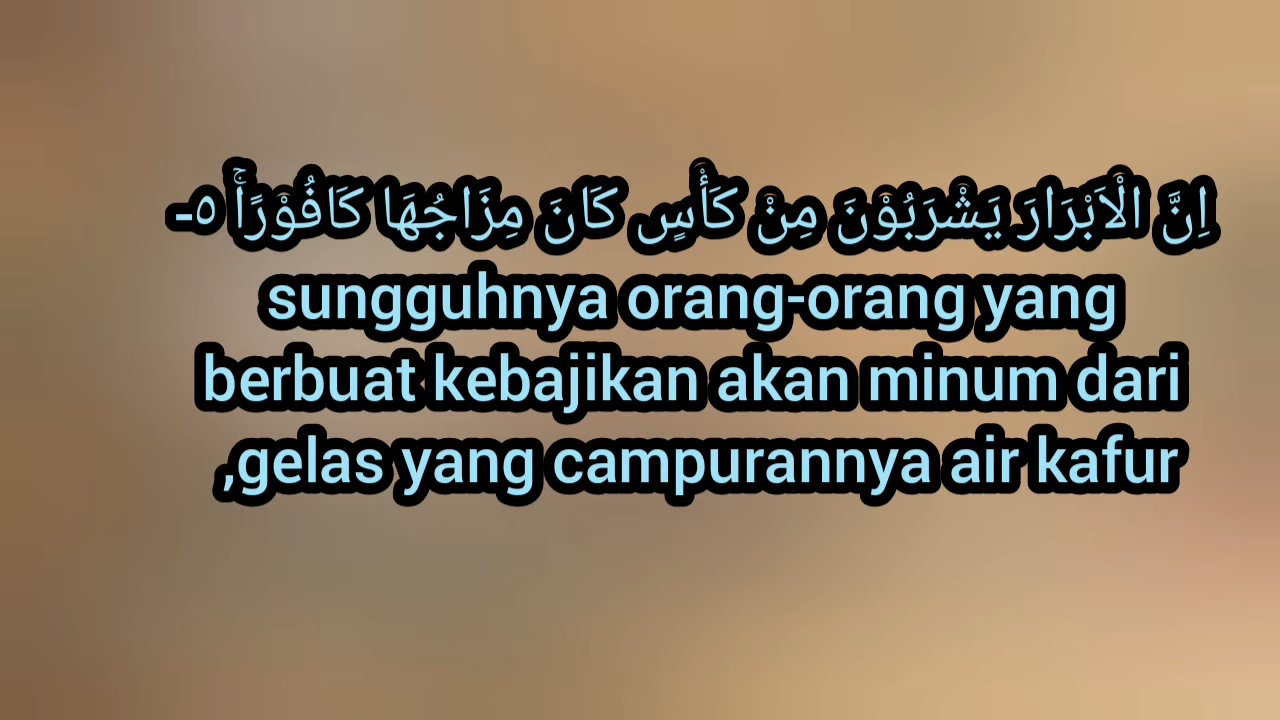 اِنَّ الْاَبْرَارَ يَشْرَبُوْنَ مِنْ كَأْسٍ كَانَ مِزَاجُهَا كَافُوْرًاۚ ٥-
sungguhnya orang-orang yang
berbuat kebajikan akan minum dari
,gelas yang campurannya air kafur